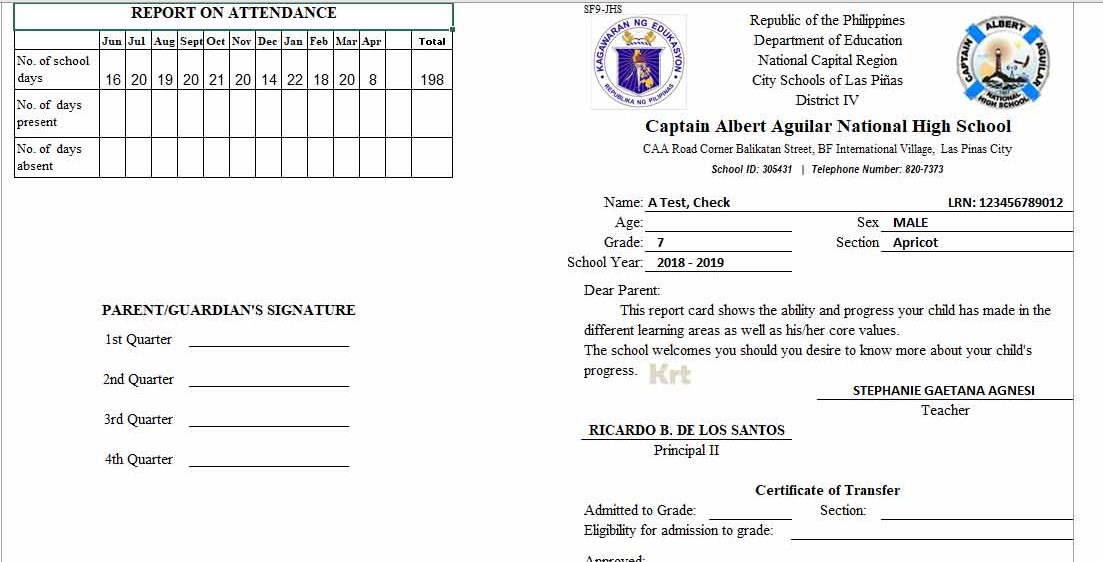 REPORT ON ATTENDANCE
Jun Jul Aug Sept Oct Nov Dec Jan Feb Mar Apr Total
No. of school
days 16 20 19 20 21 20 14 22 18 20 8 198
No. of days
present
No. of days
absent
PARENT/GUARDIAN'S SIGNATURE
1st Quarter
2nd Quarter
3rd Quarter
4th Quarter
SF9-JHS
KAGAWARAN NG EDUKASYON
REPUBLIKA NG PILIPINAS
Republic of the Philippines
Department of Education
National Capital Region
City Schools of Las Piñas
District IV
CAPTAIN ALBERT AGUILAR
NATIONAL
HIGH SCHOOL
Captain Albert Aguilar National High School
CAA Road Corner Balikatan Street, BF International Village, Las Pinas City
School ID: 305431 | Telephone Number: 820-7373
Name: A Test, Check LRN: 123456789012
Age: Sex MALE
Grade: 7 Section Apricot
School Year: 2018 - 2019
Dear Parent:
This report card shows the ability and progress your child has made in the
different learning areas as well as his/her core values.
The school welcomes you should you desire to know more about your child's
progress. Krt
STEPHANIE GAETANA AGNESI
Teacher
RICARDO B. DE LOS SANTOS
Principal II
Certificate of Transfer
Admitted to Grade: Section:
Eligibility for admission to grade:
Approved: